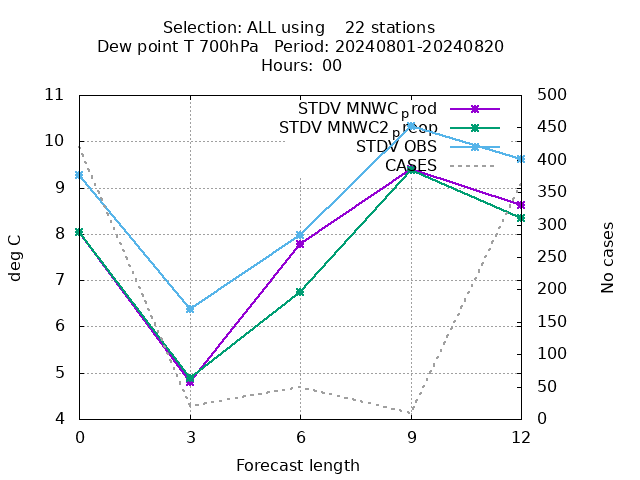 Selection: ALL using    22 stations
Dew point T 700hPa   Period: 20240801-20240820
Hours: 00
STDV MNWC_prod
STDV MNWC2_preop
STDV OBS
CASES
deg C
11
10
9
8
7
6
5
4
500
450
400
350
300
250
200
150
100
50
0
No cases
0 3 6 9 12
Forecast length